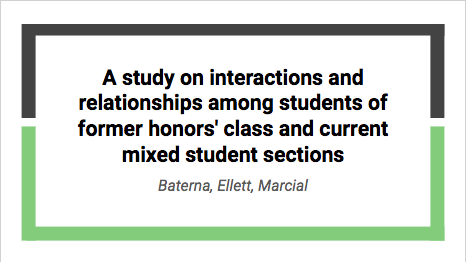 A study on interactions and
relationships among students of
former honors' class and current
mixed student sections
Baterna, Ellett, Marcial